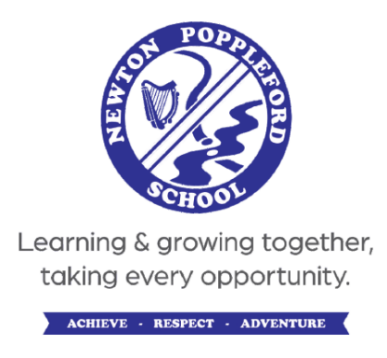 NEWTON POPPLEFORD
SCHOOL
Learning & growing together,
taking every opportunity.
ACHIEVE - RESPECT - ADVENTURE